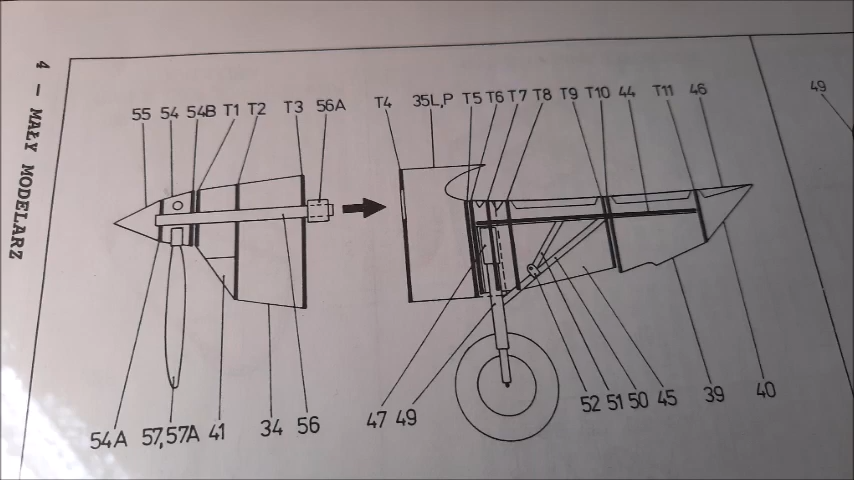 4 — MAŁY MODELARZ
55 54 54B T1 T2 T3 56A T4 35L,P T5 T6 T7 T8 T9 T10 44 T11 46 49
54A 57,57A 41 34 56 47 49 52 51 50 45 39 40